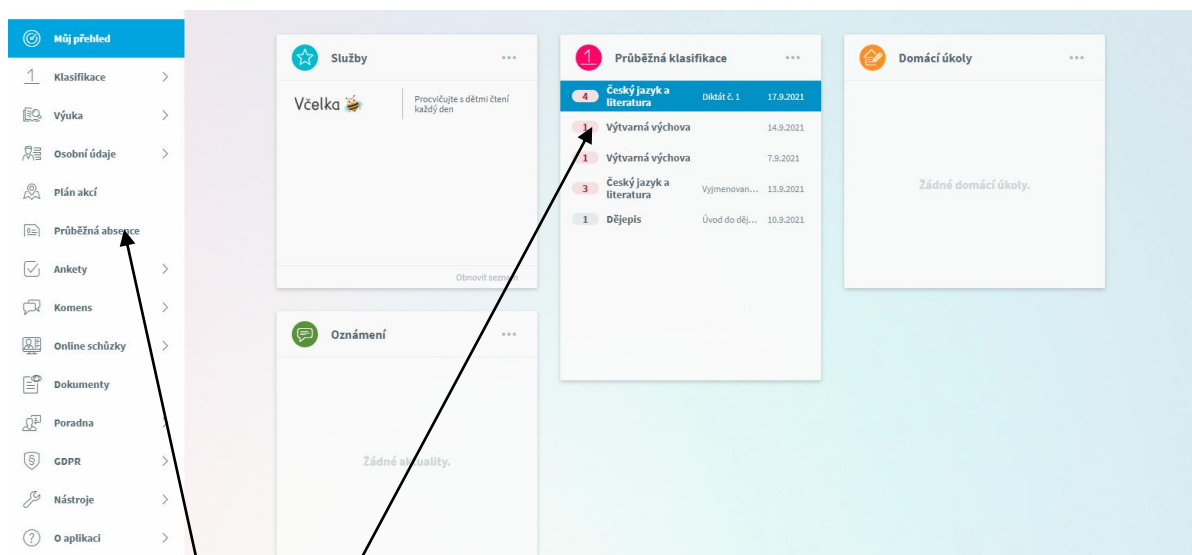 Můj přehled
1 Klasifikace
Výuka
Osobní údaje
Plán akcí
Průběžná absence
Ankety
Komens
Online schůzky
Dokumenty
Poradna
GDPR
Nástroje
O aplikaci
Služby
Včelka
Procvičujte s dětmi čtení
každý den
Obnovit seznam
Oznámení
Žádné aktuality.
1 Průběžná klasifikace
4 Český jazyk a literatura Diktát č. 1 17.9.2021
1 Výtvarná výchova 14.9.2021
1 Výtvarná výchova 7.9.2021
3 Český jazyk a literatura Vyjmenovan... 13.9.2021
1 Dějepis Úvod do děj... 10.9.2021
Domácí úkoly
Žádné domácí úkoly.